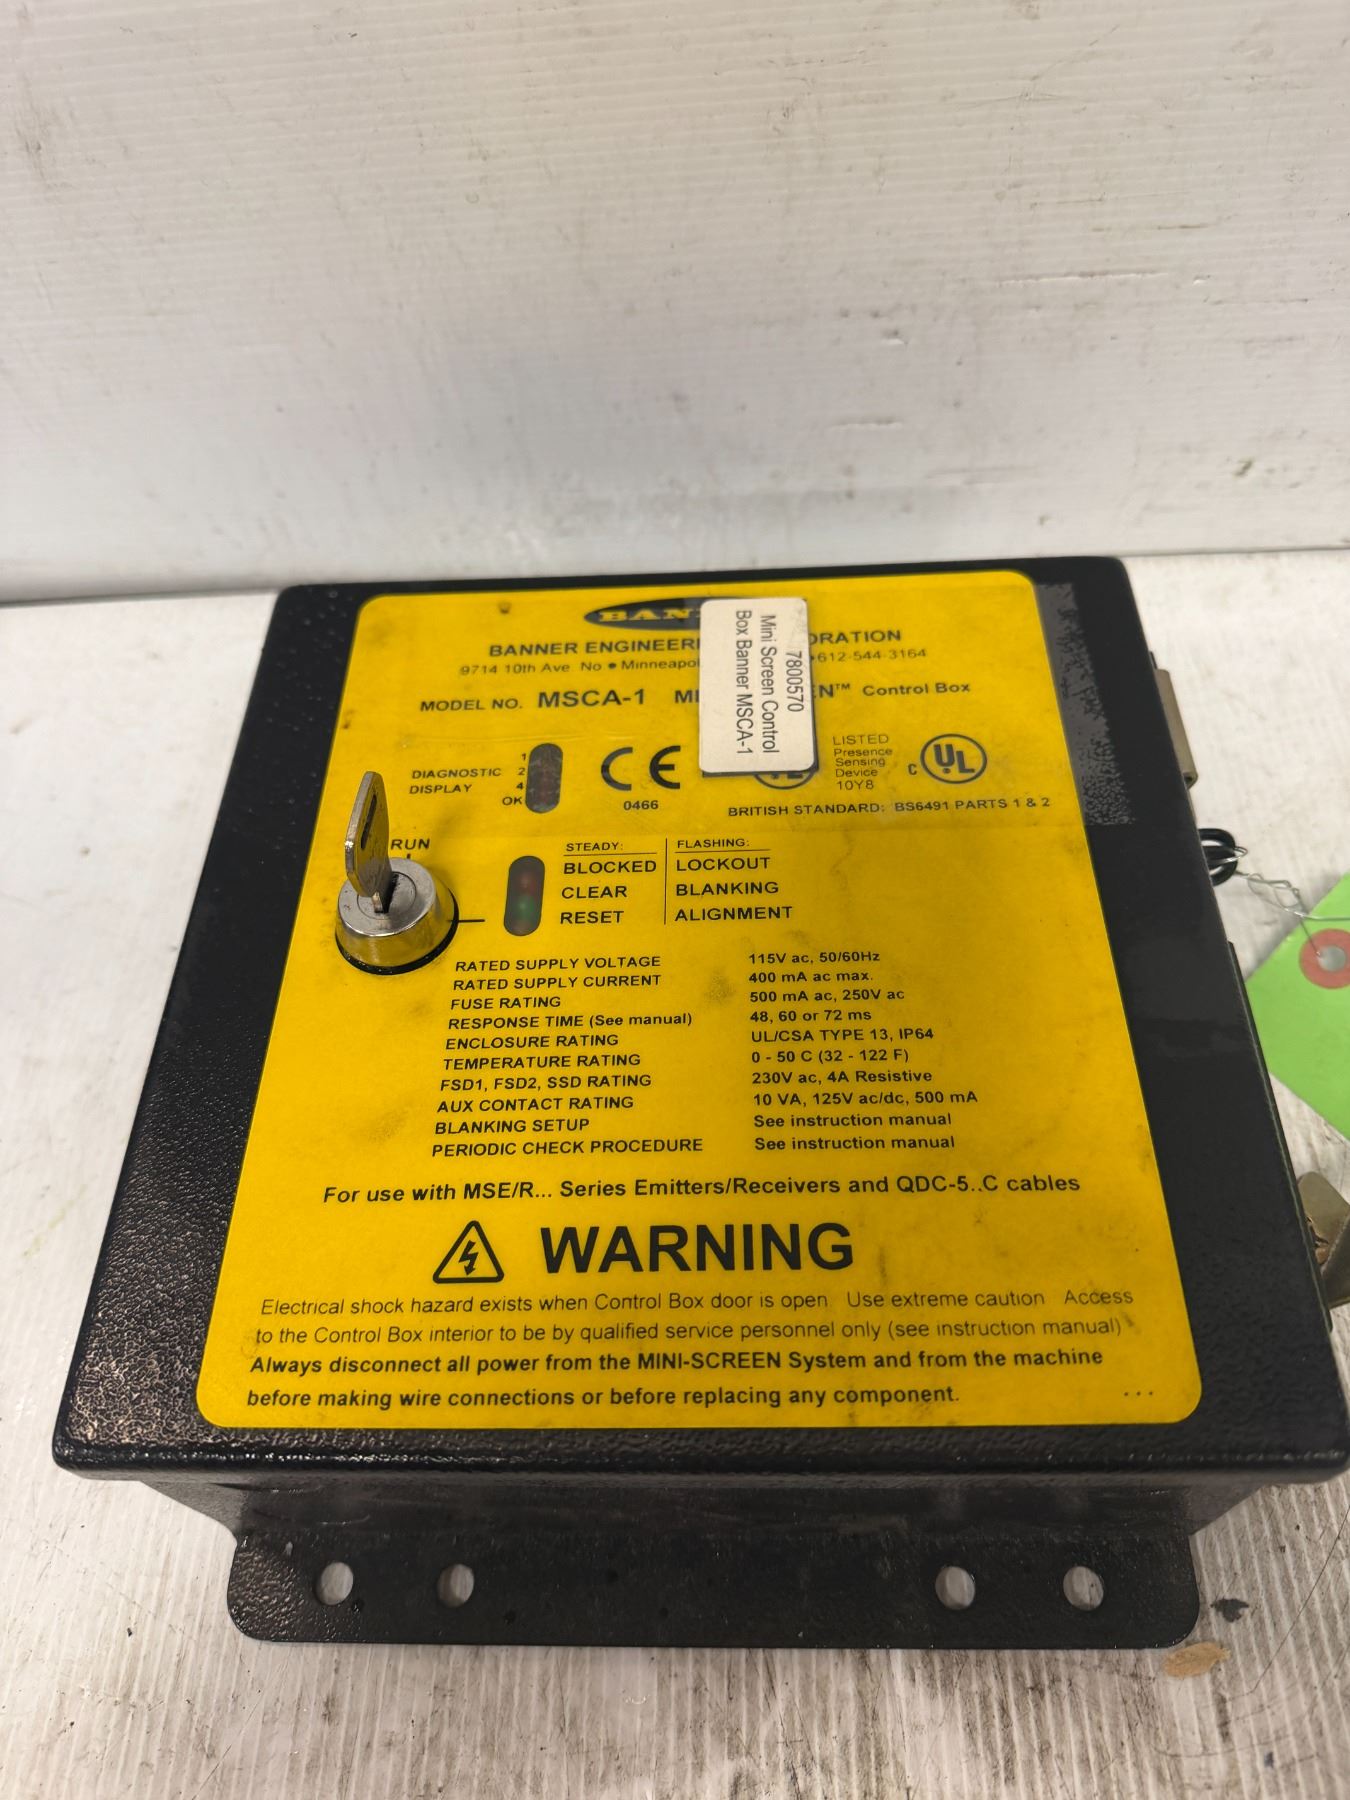 BAN
BANNER ENGINEERI ORATION
9714 10th Ave No • Minneapol •612-544-3164
MODEL NO. MSCA-1 MI EN™ Control Box
7800570
Mini Screen Control
Box Banner MSCA-1
DIAGNOSTIC
DISPLAY
1
2
4
OK
CE
0466
LISTED
Presence
Sensing
Device
10Y8
C UL
BRITISH STANDARD: BS6491 PARTS 1 & 2
RUN
STEADY: FLASHING:
BLOCKED LOCKOUT
CLEAR BLANKING
RESET ALIGNMENT
RATED SUPPLY VOLTAGE 115V ac, 50/60Hz
RATED SUPPLY CURRENT 400 mA ac max.
FUSE RATING 500 mA ac, 250V ac
RESPONSE TIME (See manual) 48, 60 or 72 ms
ENCLOSURE RATING UL/CSA TYPE 13, IP64
TEMPERATURE RATING 0 - 50 C (32 - 122 F)
FSD1, FSD2, SSD RATING 230V ac, 4A Resistive
AUX CONTACT RATING 10 VA, 125V ac/dc, 500 mA
BLANKING SETUP See instruction manual
PERIODIC CHECK PROCEDURE See instruction manual
For use with MSE/R... Series Emitters/Receivers and QDC-5..C cables
WARNING
Electrical shock hazard exists when Control Box door is open Use extreme caution Access
to the Control Box interior to be by qualified service personnel only (see instruction manual)
Always disconnect all power from the MINI-SCREEN System and from the machine
before making wire connections or before replacing any component. ...